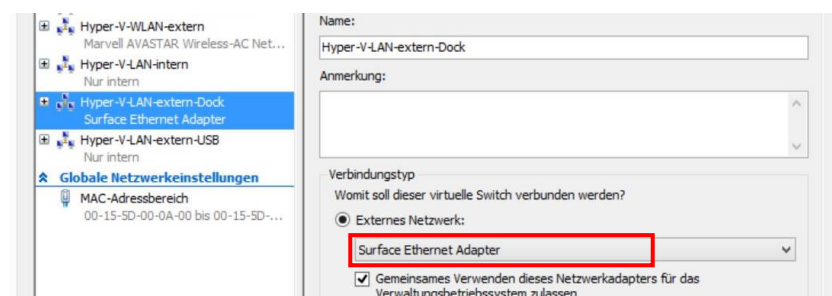 Hyper-V-WLAN-extern
Marvell AVASTAR Wireless-AC Net...
Hyper-V-LAN-intern
Nur intern
Hyper-V-LAN-extern-Dock
Surface Ethernet Adapter
Hyper-V-LAN-extern-USB
Nur intern
Globale Netzwerkeinstellungen
MAC-Adressbereich
00-15-5D-00-0A-00 bis 00-15-5D-...
Name:
Hyper-V-LAN-extern-Dock
Anmerkung:
Verbindungstyp
Womit soll dieser virtuelle Switch verbunden werden?
Externes Netzwerk:
Surface Ethernet Adapter
Gemeinsames Verwenden dieses Netzwerkadapters für das
Verwaltungsbetriebssystem zulassen